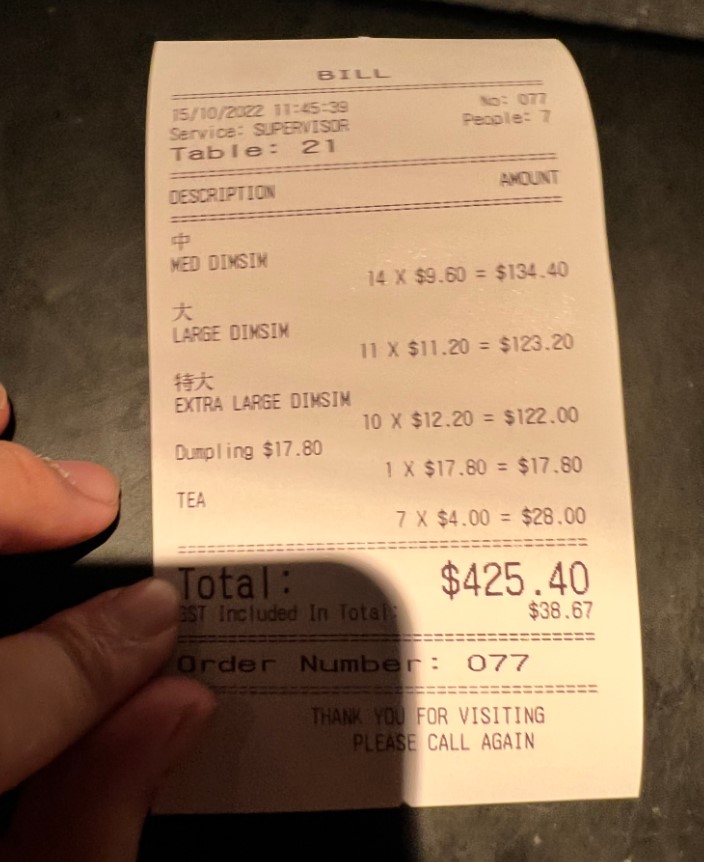 BILL
15/10/2022 11:45:39 No: 077
Service: SUPERVISOR People: 7
Table: 21
DESCRIPTION AMOUNT
中
MED DIMSIM
14 X $9.60 = $134.40
大
LARGE DIMSIM
11 X $11.20 = $123.20
特大
EXTRA LARGE DIMSIM
10 X $12.20 = $122.00
Dumpling $17.80
1 X $17.80 = $17.80
TEA
7 X $4.00 = $28.00
Total: $425.40
GST Included In Total: $38.67
Order Number: 077
THANK YOU FOR VISITING
PLEASE CALL AGAIN